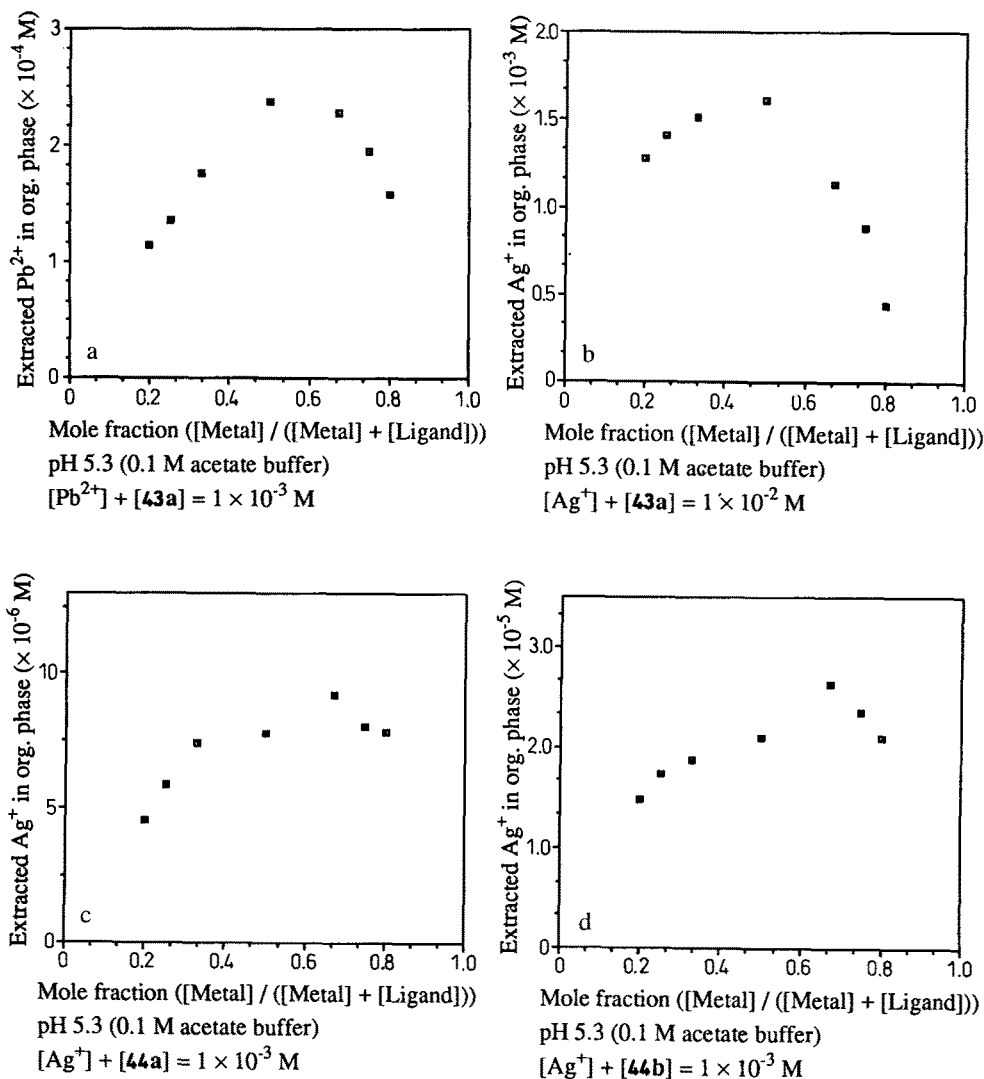 Extracted Pb²⁺ in org. phase (× 10⁻⁴ M)
3
2
1
0
a
0 0.2 0.4 0.6 0.8 1.0
Mole fraction ([Metal] / ([Metal] + [Ligand]))
pH 5.3 (0.1 M acetate buffer)
[Pb²⁺] + [43a] = 1 × 10⁻³ M
Extracted Ag⁺ in org. phase (× 10⁻³ M)
2.0
1.5
1.0
0.5
0
b
0 0.2 0.4 0.6 0.8 1.0
Mole fraction ([Metal] / ([Metal] + [Ligand]))
pH 5.3 (0.1 M acetate buffer)
[Ag⁺] + [43a] = 1 × 10⁻² M
Extracted Ag⁺ in org. phase (× 10⁻⁶ M)
10
5
0
c
0 0.2 0.4 0.6 0.8 1.0
Mole fraction ([Metal] / ([Metal] + [Ligand]))
pH 5.3 (0.1 M acetate buffer)
[Ag⁺] + [44a] = 1 × 10⁻³ M
Extracted Ag⁺ in org. phase (× 10⁻⁵ M)
3.0
2.0
1.0
0
d
0 0.2 0.4 0.6 0.8 1.0
Mole fraction ([Metal] / ([Metal] + [Ligand]))
pH 5.3 (0.1 M acetate buffer)
[Ag⁺] + [44b] = 1 × 10⁻³ M